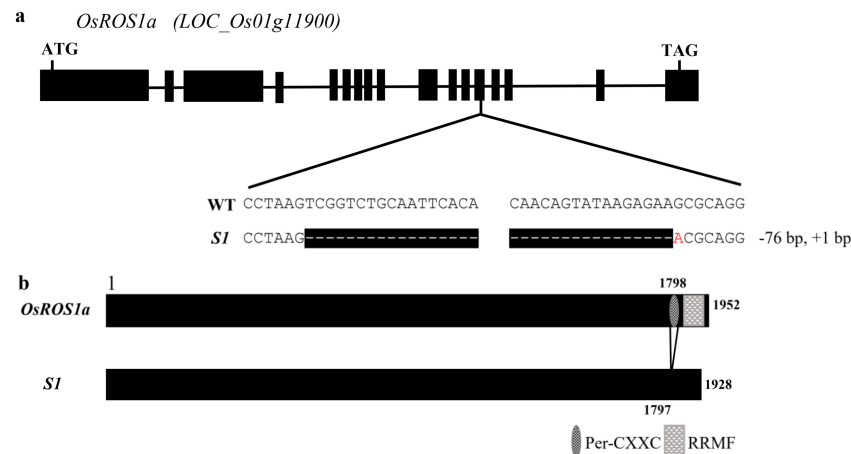 a OsROS1a (LOC_Os01g11900)
ATG TAG
WT CCTAAGTCGGTCTGCAATTCACA CAACAGTATAAGAGAAGCGCAGG
S1 CCTAAG----------------- ----------------ACGCAGG -76 bp, +1 bp
b 1 1798
OsROS1a 1952
S1 1928
1797
Per-CXXC RRMF